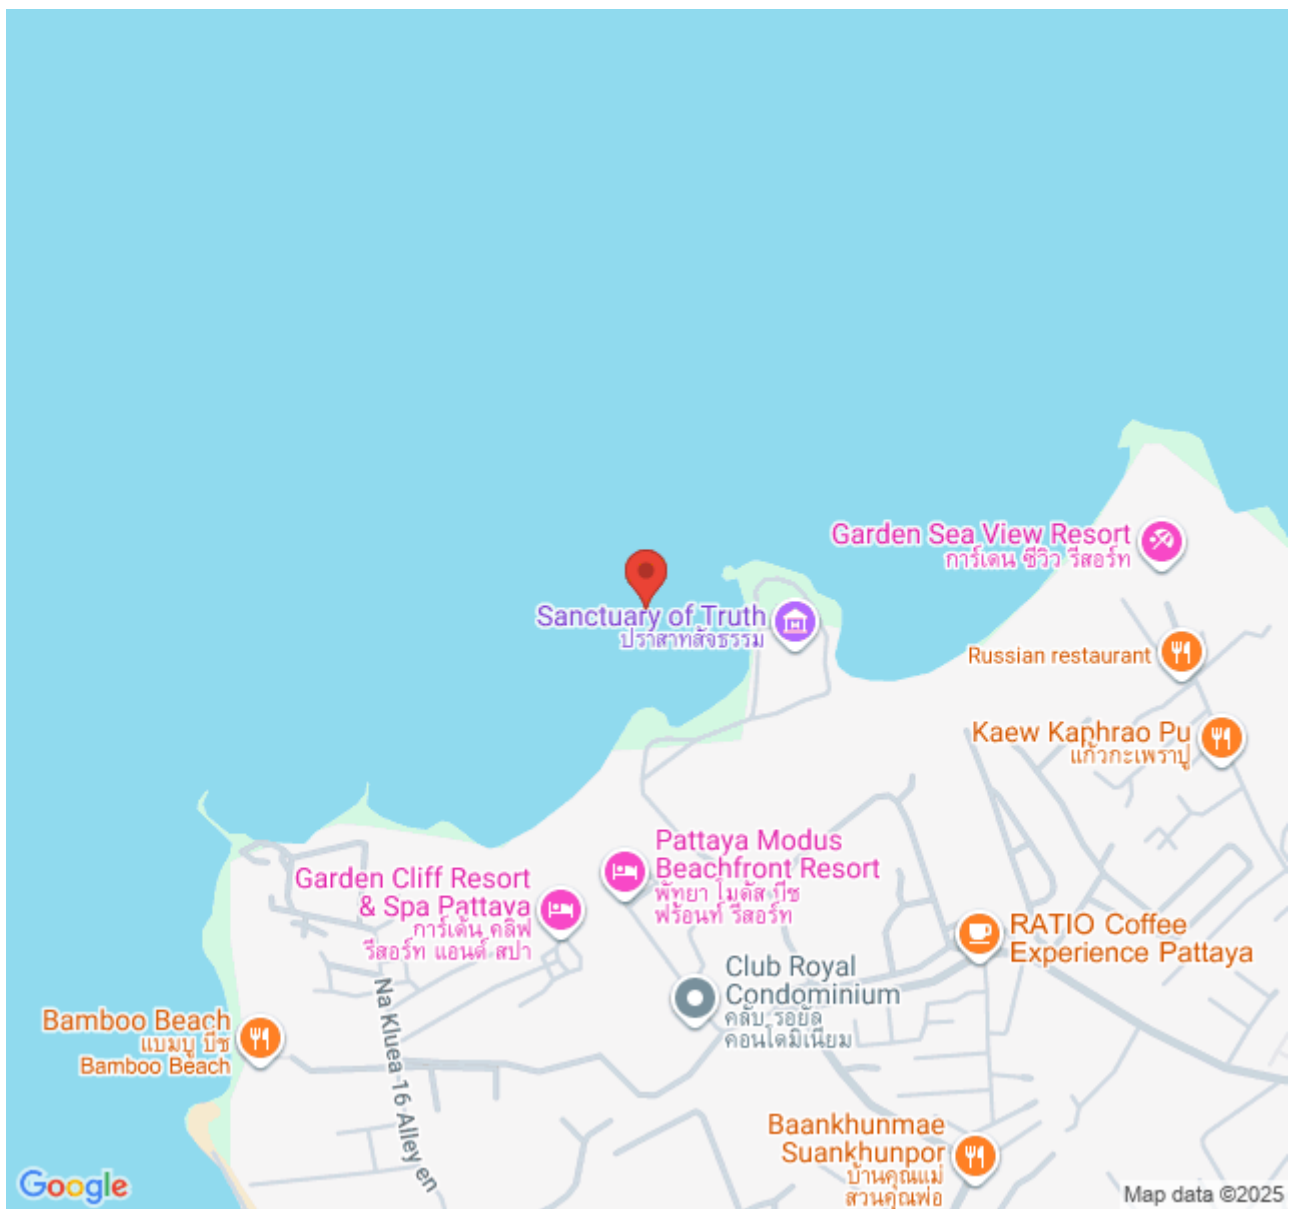 Garden Sea View Resort
การ์เดน ซีวิว รีสอร์ท
Sanctuary of Truth
ปราสาทสัจธรรม
Russian restaurant
Kaew Kaphrao Pu
แก้วกะเพราปู
Pattaya Modus
Beachfront Resort
พัทยา โมดัส บีช
ฟร้อนท์ รีสอร์ท
Garden Cliff Resort
& Spa Pattaya
การ์เด้น คลิฟ
รีสอร์ท แอนด์ สปา
RATIO Coffee
Experience Pattaya
Club Royal
Condominium
คลับ รอยัล
คอนโดมิเนียม
Na Kluea 16 Alley
Bamboo Beach
แบมบู บีช
Bamboo Beach
Baankhunmae
Suankhunpor
บ้านคุณแม่
สวนคุณพ่อ
Google
Map data ©2025